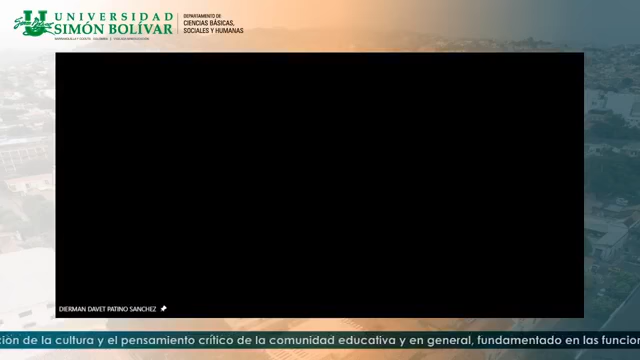 UNIVERSIDAD
SIMÓN BOLÍVAR
DEPARTAMENTO DE
CIENCIAS BÁSICAS,
SOCIALES Y HUMANAS
DIERMAN DAVET PATINO SANCHEZ
ción de la cultura y el pensamiento crítico de la comunidad educativa y en general, fundamentado en las funcio